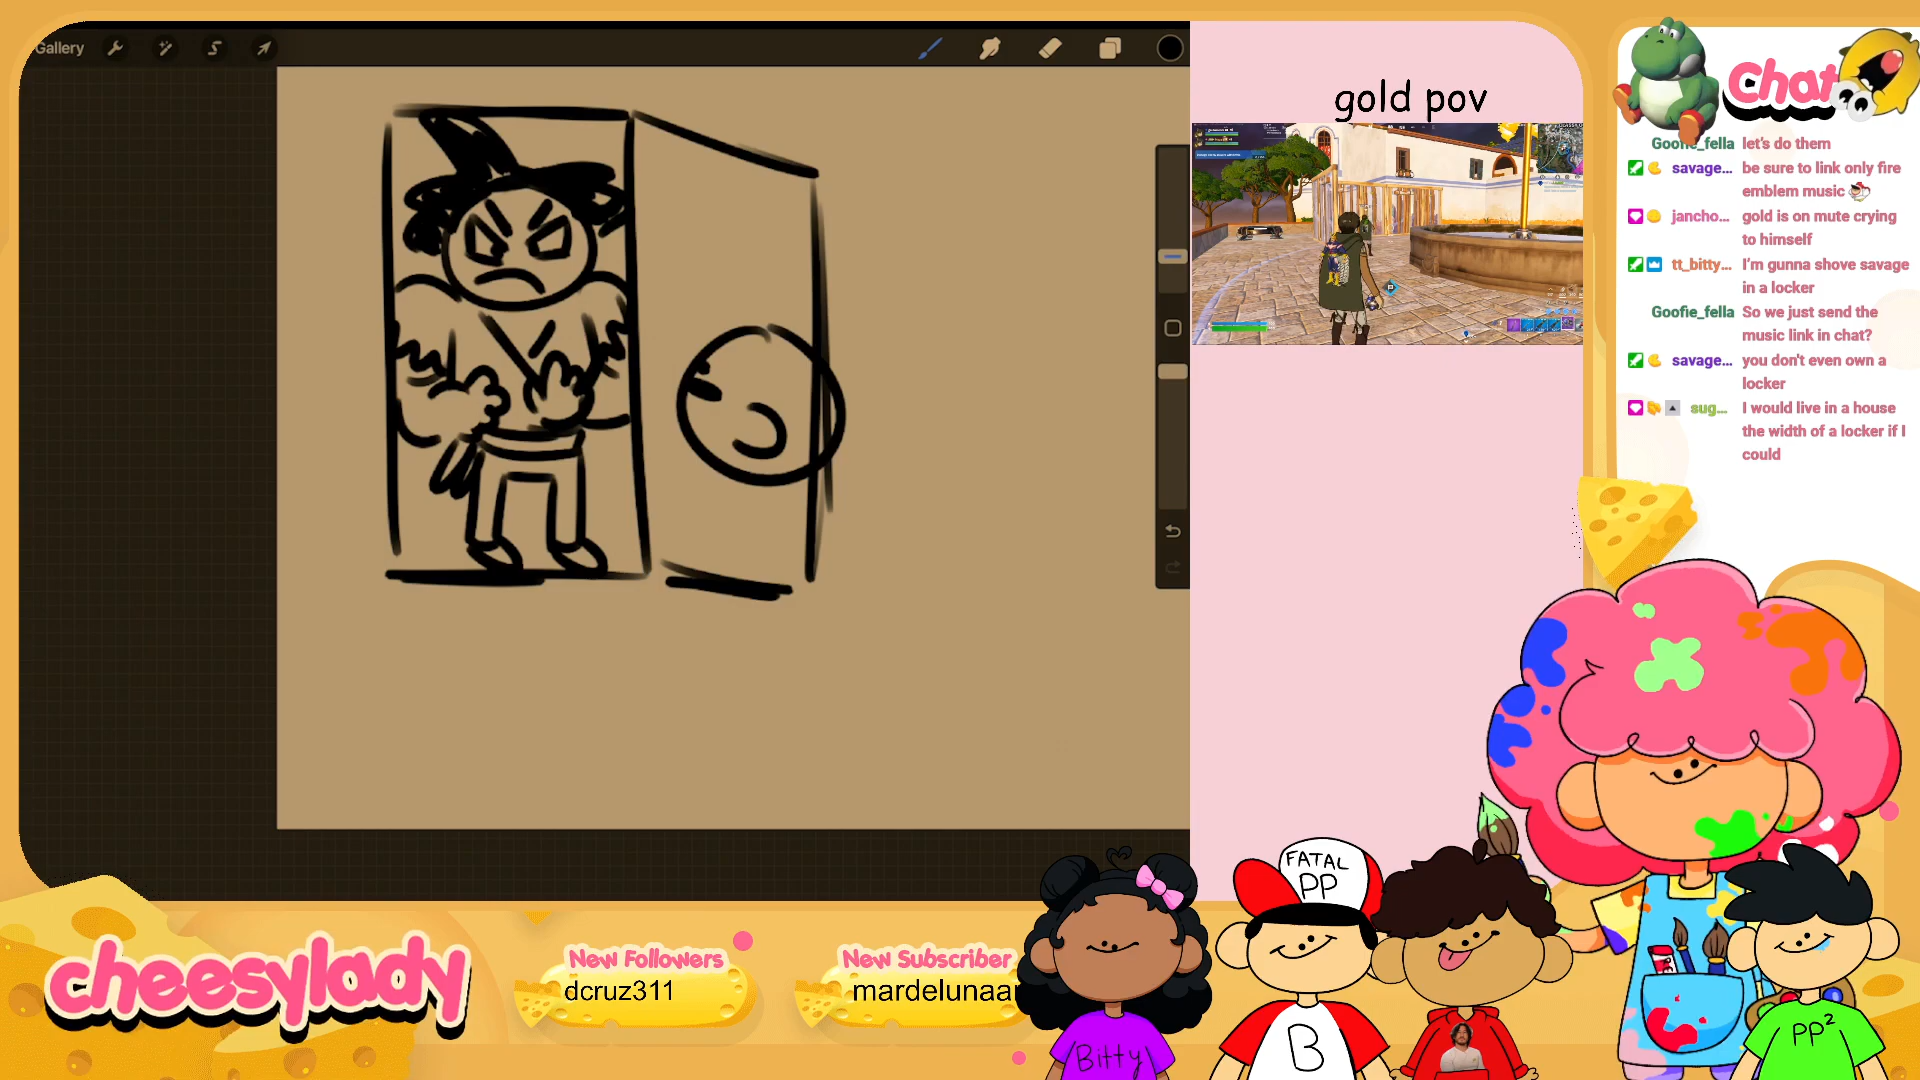 Gallery
gold pov
Chat
Goofie_fella let's do them
savage... be sure to link only fire
emblem music
jancho... gold is on mute crying
to himself
tt_bitty... I'm gunna shove savage
in a locker
Goofie_fella So we just send the
music link in chat?
savage... you don't even own a
locker
sug... I would live in a house
the width of a locker if I
could
FATAL
PP
cheesylady
New Followers
dcruz311
New Subscriber
mardelunaar
Bitty
B
PP²